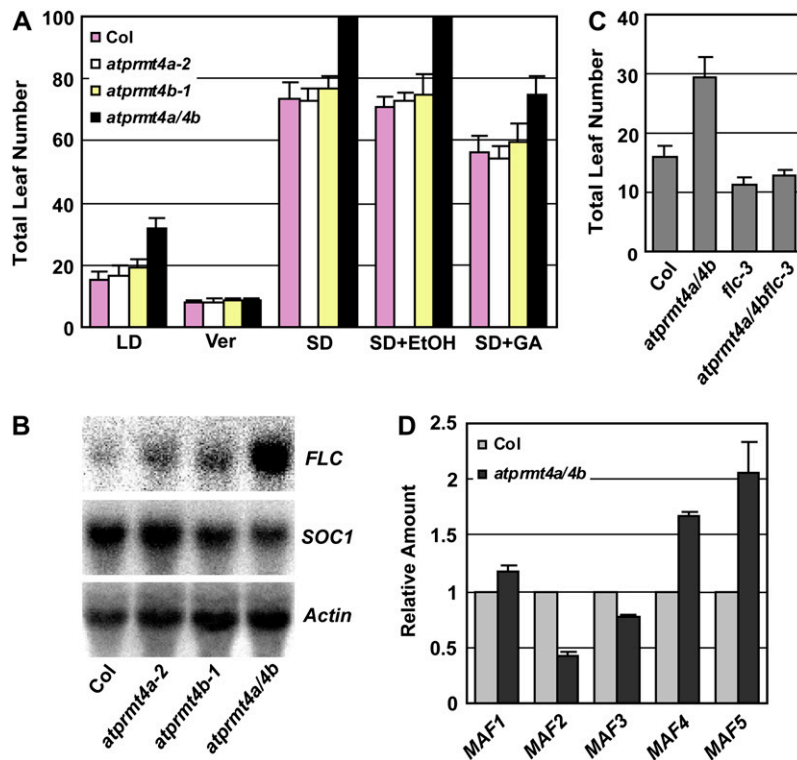 A
Total Leaf Number
100
80
60
40
20
0
Col
atprmt4a-2
atprmt4b-1
atprmt4a/4b
LD
Ver
SD
SD+EtOH
SD+GA
C
Total Leaf Number
40
30
20
10
0
Col
atprmt4a/4b
flc-3
atprmt4a/4bflc-3
B
FLC
SOC1
Actin
Col
atprmt4a-2
atprmt4b-1
atprmt4a/4b
D
Relative Amount
2.5
2
1.5
1
0.5
0
Col
atprmt4a/4b
MAF1
MAF2
MAF3
MAF4
MAF5